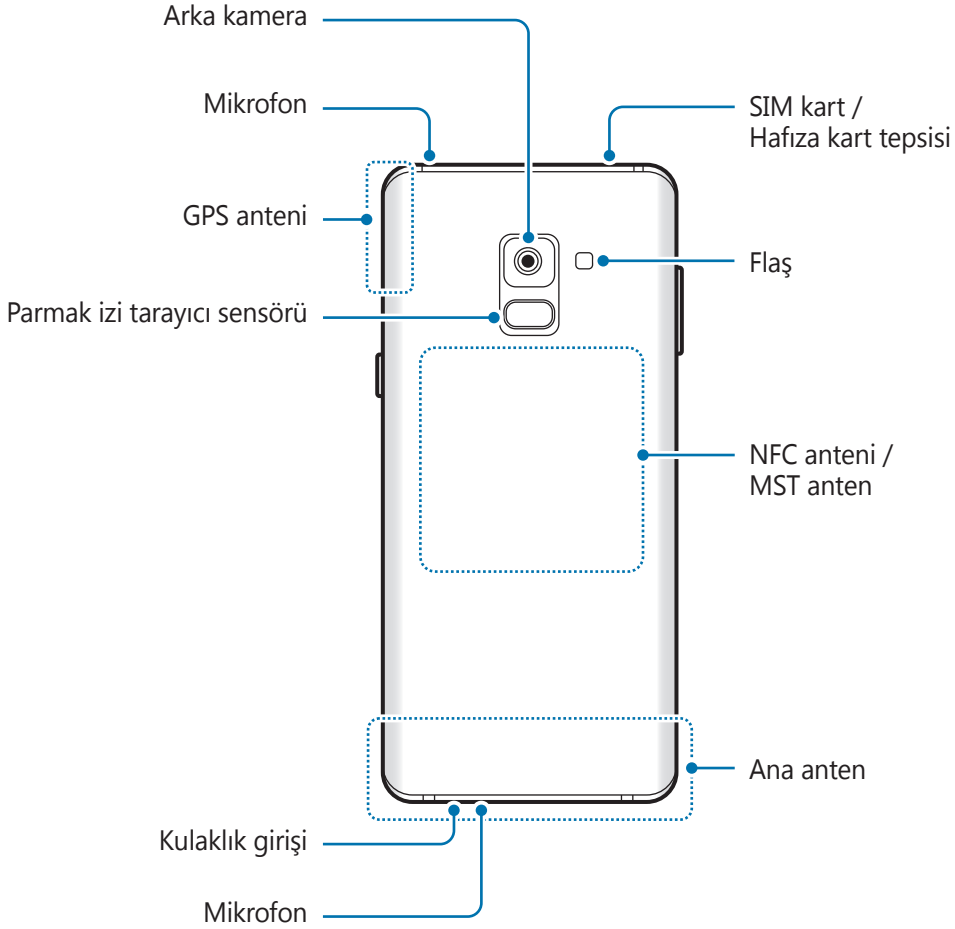 Arka kamera
Mikrofon
SIM kart /
Hafıza kart tepsisi
GPS anteni
Flaş
Parmak izi tarayıcı sensörü
NFC anteni /
MST anten
Ana anten
Kulaklık girişi
Mikrofon